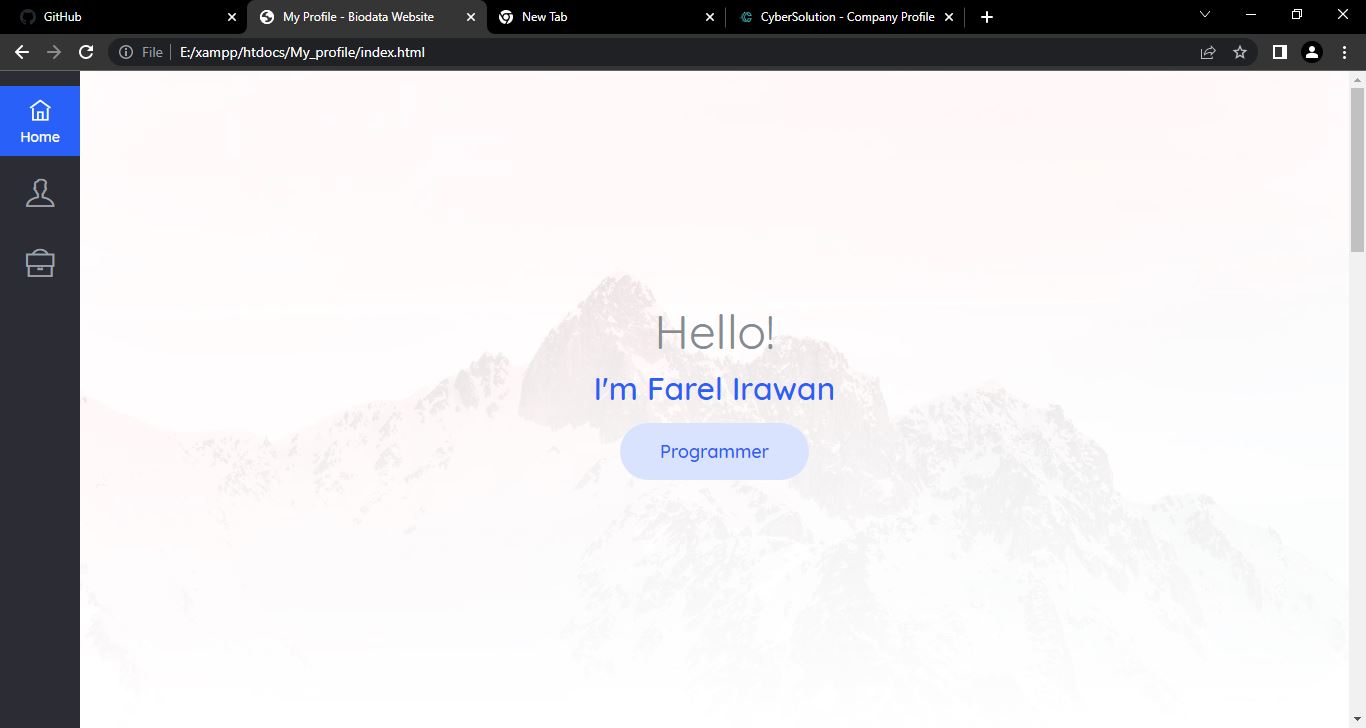 GitHub
My Profile - Biodata Website
New Tab
CyberSolution - Company Profile
File
E:/xampp/htdocs/My_profile/index.html
Home
Hello!
I'm Farel Irawan
Programmer